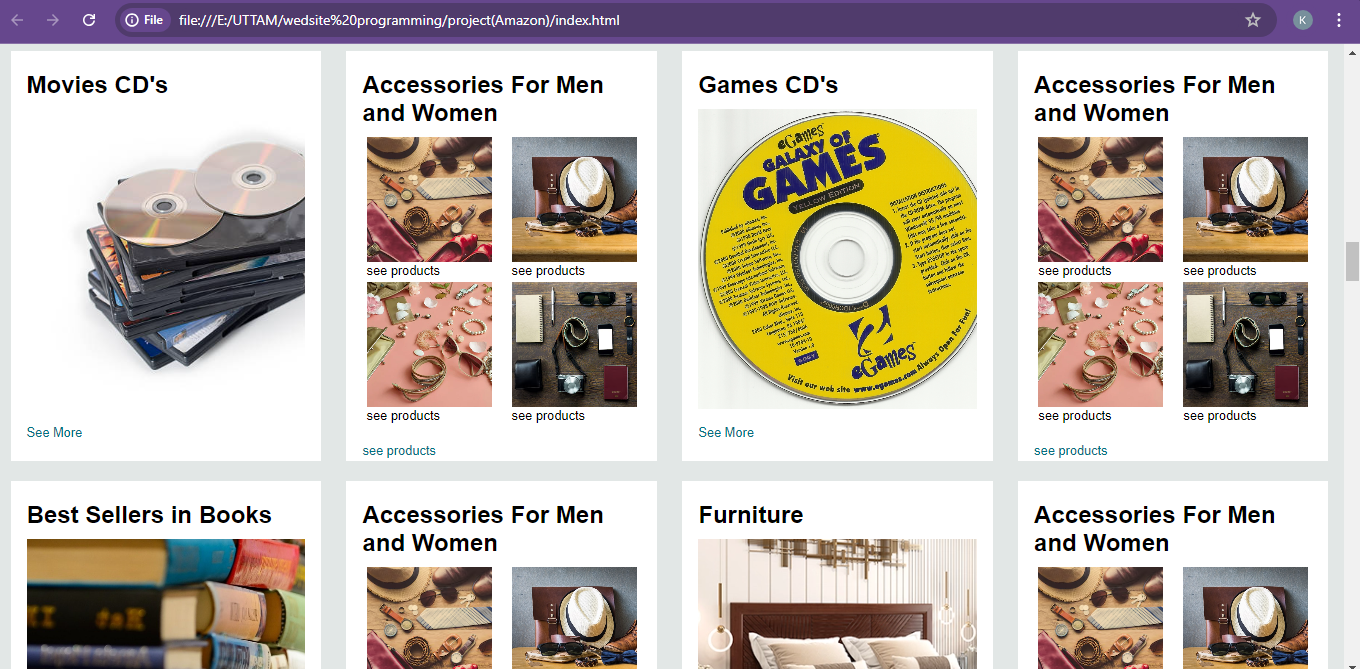 File
file:///E:/UTTAM/wedsite%20programming/project(Amazon)/index.html
K
Movies CD's
See More
Accessories For Men
and Women
see products
see products
see products
see products
see products
Games CD's
eGames
GALAXY OF
GAMES
YELLOW EDITION
eGames
Visit our web site www.egames.com Always Open For Fun!
See More
Accessories For Men
and Women
see products
see products
see products
see products
see products
Best Sellers in Books
Accessories For Men
and Women
Furniture
Accessories For Men
and Women